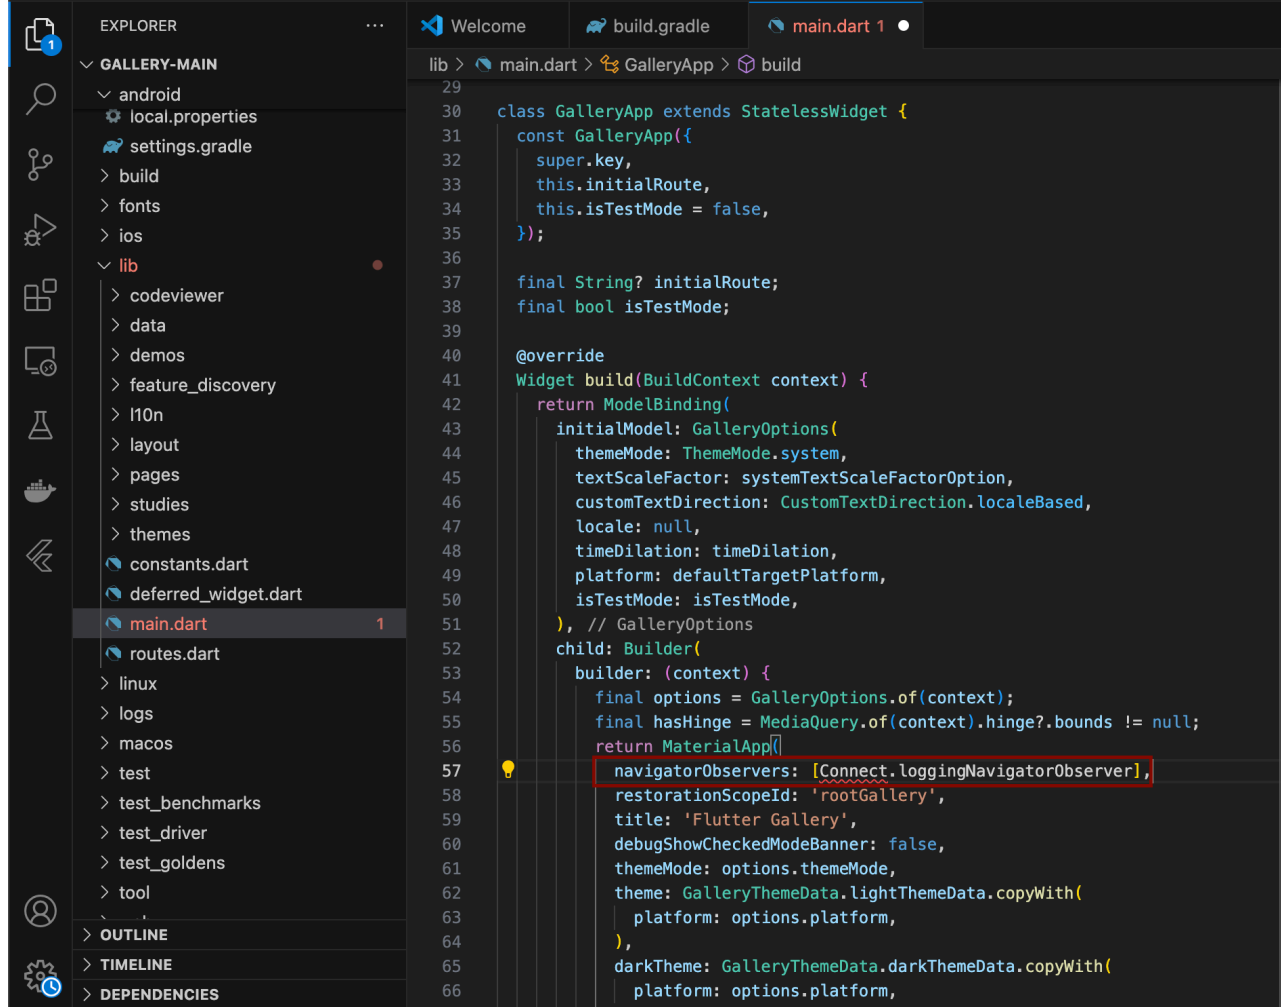 1
EXPLORER
GALLERY-MAIN
android
local.properties
settings.gradle
build
fonts
ios
lib
codeviewer
data
demos
feature_discovery
l10n
layout
pages
studies
themes
constants.dart
deferred_widget.dart
main.dart 1
routes.dart
linux
logs
macos
test
test_benchmarks
test_driver
test_goldens
tool
OUTLINE
TIMELINE
DEPENDENCIES
Welcome
build.gradle
main.dart 1
lib > main.dart > GalleryApp > build
29
30 class GalleryApp extends StatelessWidget {
31 const GalleryApp({
32 super.key,
33 this.initialRoute,
34 this.isTestMode = false,
35 });
36
37 final String? initialRoute;
38 final bool isTestMode;
39
40 @override
41 Widget build(BuildContext context) {
42 return ModelBinding(
43 initialModel: GalleryOptions(
44 themeMode: ThemeMode.system,
45 textScaleFactor: systemTextScaleFactorOption,
46 customTextDirection: CustomTextDirection.localeBased,
47 locale: null,
48 timeDilation: timeDilation,
49 platform: defaultTargetPlatform,
50 isTestMode: isTestMode,
51 ), // GalleryOptions
52 child: Builder(
53 builder: (context) {
54 final options = GalleryOptions.of(context);
55 final hasHinge = MediaQuery.of(context).hinge?.bounds != null;
56 return MaterialApp(
57 navigatorObservers: [Connect.loggingNavigatorObserver],
58 restorationScopeId: 'rootGallery',
59 title: 'Flutter Gallery',
60 debugShowCheckedModeBanner: false,
61 themeMode: options.themeMode,
62 theme: GalleryThemeData.lightThemeData.copyWith(
63 platform: options.platform,
64 ),
65 darkTheme: GalleryThemeData.darkThemeData.copyWith(
66 platform: options.platform,